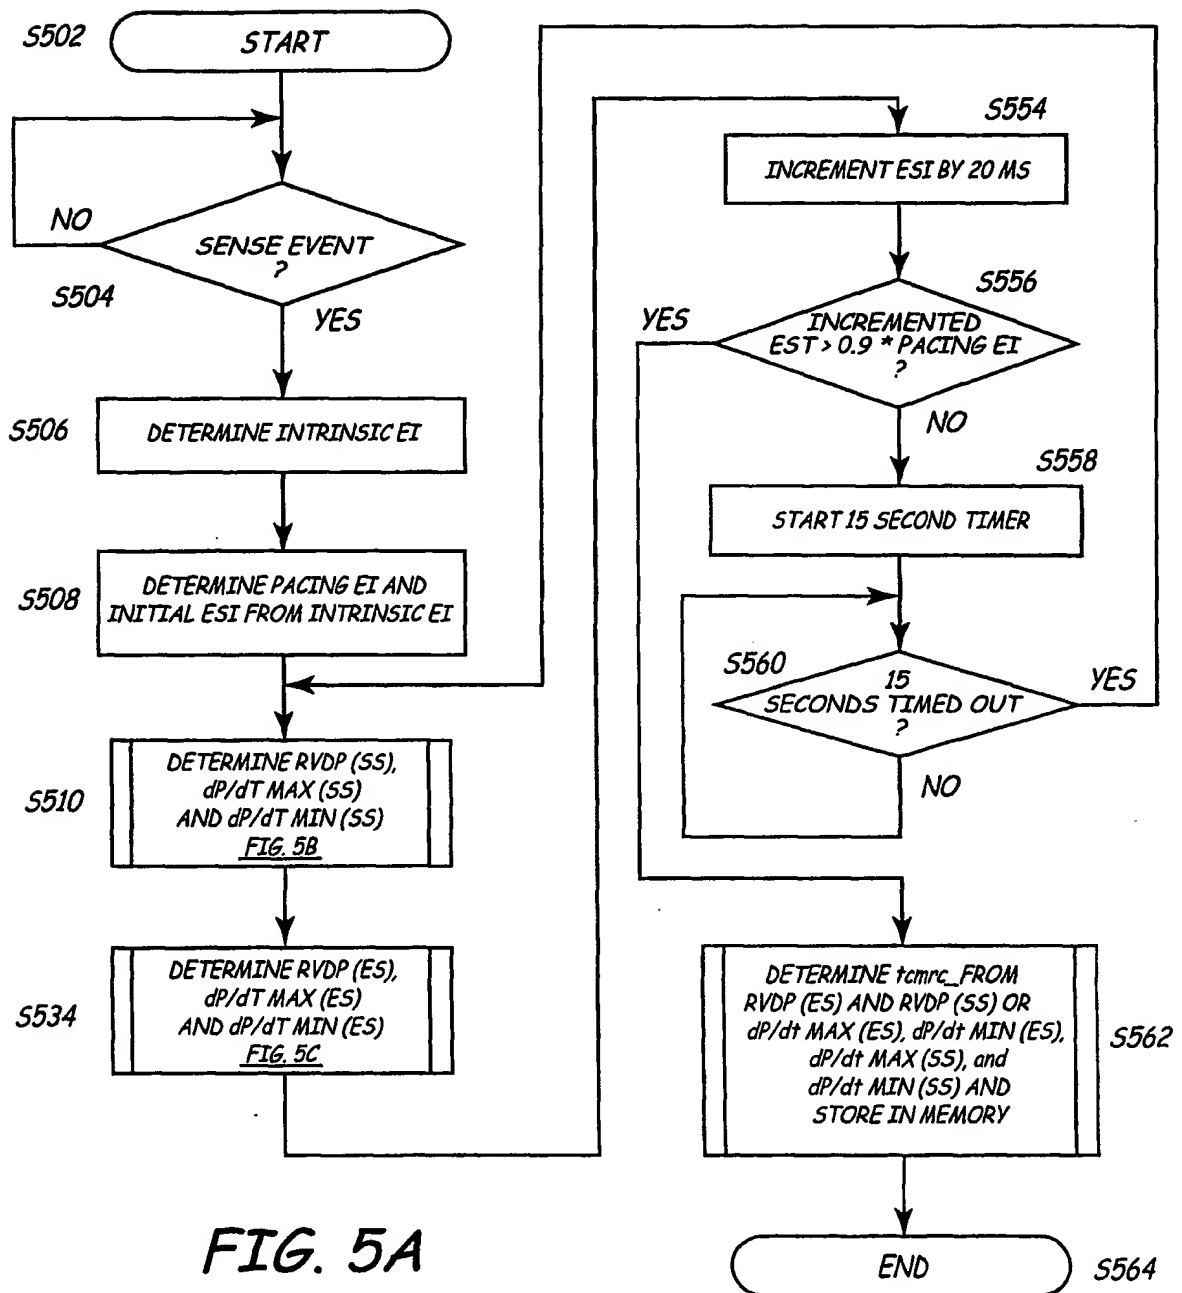 S502
START
NO
SENSE EVENT
?
S504
YES
S506
DETERMINE INTRINSIC EI
S508
DETERMINE PACING EI AND
INITIAL ESI FROM INTRINSIC EI
S510
DETERMINE RVDP (SS),
dP/dT MAX (SS)
AND dP/dT MIN (SS)
FIG. 5B
S534
DETERMINE RVDP (ES),
dP/dT MAX (ES)
AND dP/dT MIN (ES)
FIG. 5C
S554
INCREMENT ESI BY 20 MS
S556
YES
INCREMENTED
EST > 0.9 * PACING EI
?
NO
S558
START 15 SECOND TIMER
S560
15
SECONDS TIMED OUT
?
YES
NO
DETERMINE tcmrc_FROM
RVDP (ES) AND RVDP (SS) OR
dP/dt MAX (ES), dP/dt MIN (ES),
dP/dt MAX (SS), and
dP/dt MIN (SS) AND
STORE IN MEMORY
S562
END
S564
FIG. 5A